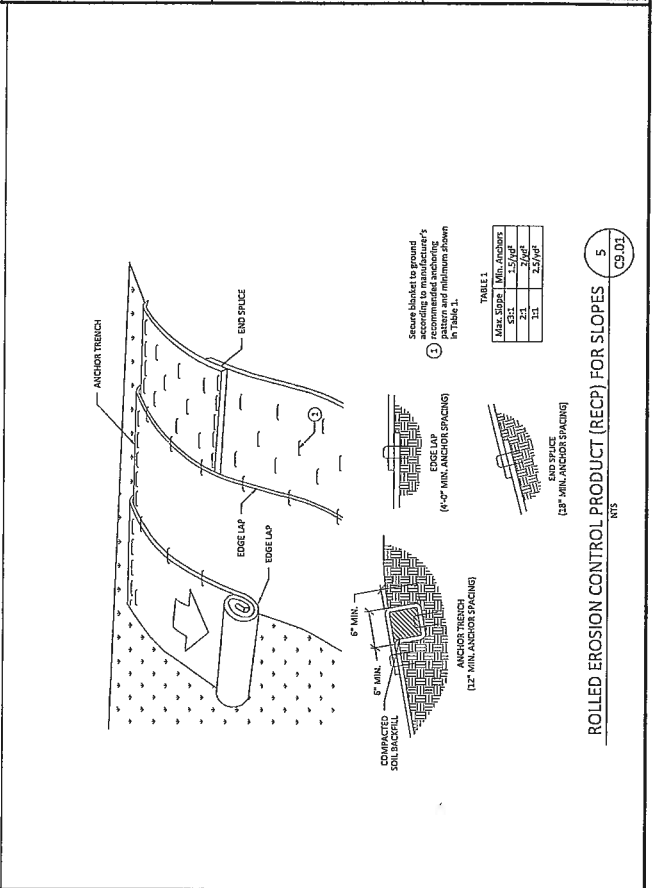 ANCHOR TRENCH
END SPLICE
EDGE LAP
EDGE LAP
1
Secure blanket to ground
according to manufacturer's
1 recommended anchoring
pattern and minimum shown
in Table 1.
COMPACTED
SOIL BACKFILL
6" MIN.
6" MIN.
ANCHOR TRENCH
(12" MIN. ANCHOR SPACING)
EDGE LAP
(4'-0" MIN. ANCHOR SPACING)
END SPLICE
(18" MIN. ANCHOR SPACING)
TABLE 1
Max. Slope Min. Anchors
≤3:1 1.5/yd²
2:1 2/yd²
1:1 2.5/yd²
ROLLED EROSION CONTROL PRODUCT (RECP) FOR SLOPES
NTS
5
C9.01